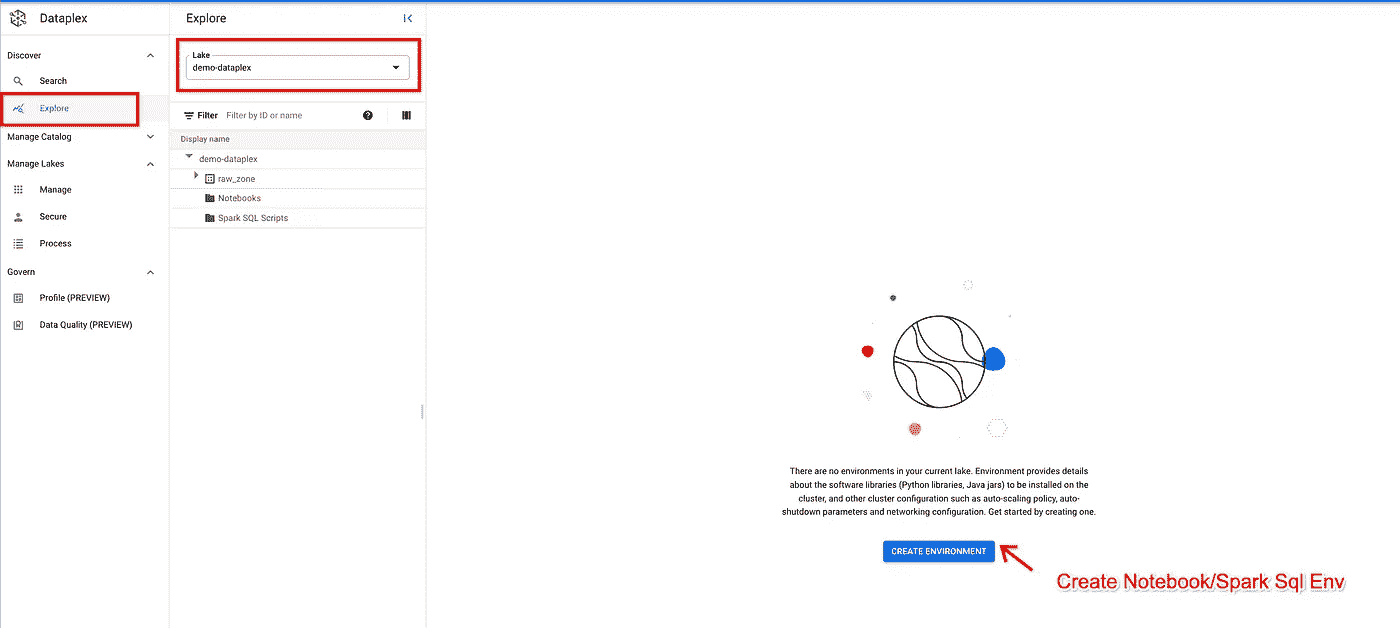 Dataplex
Explore
Discover
Search
Explore
Manage Catalog
Manage Lakes
Manage
Secure
Process
Govern
Profile (PREVIEW)
Data Quality (PREVIEW)
Lake
demo-dataplex
Filter Filter by ID or name
Display name
demo-dataplex
raw_zone
Notebooks
Spark SQL Scripts
There are no environments in your current lake. Environment provides details
about the software libraries (Python libraries, Java jars) to be installed on the
cluster, and other cluster configuration such as auto-scaling policy, auto-
shutdown parameters and networking configuration. Get started by creating one.
CREATE ENVIRONMENT
Create Notebook/Spark Sql Env